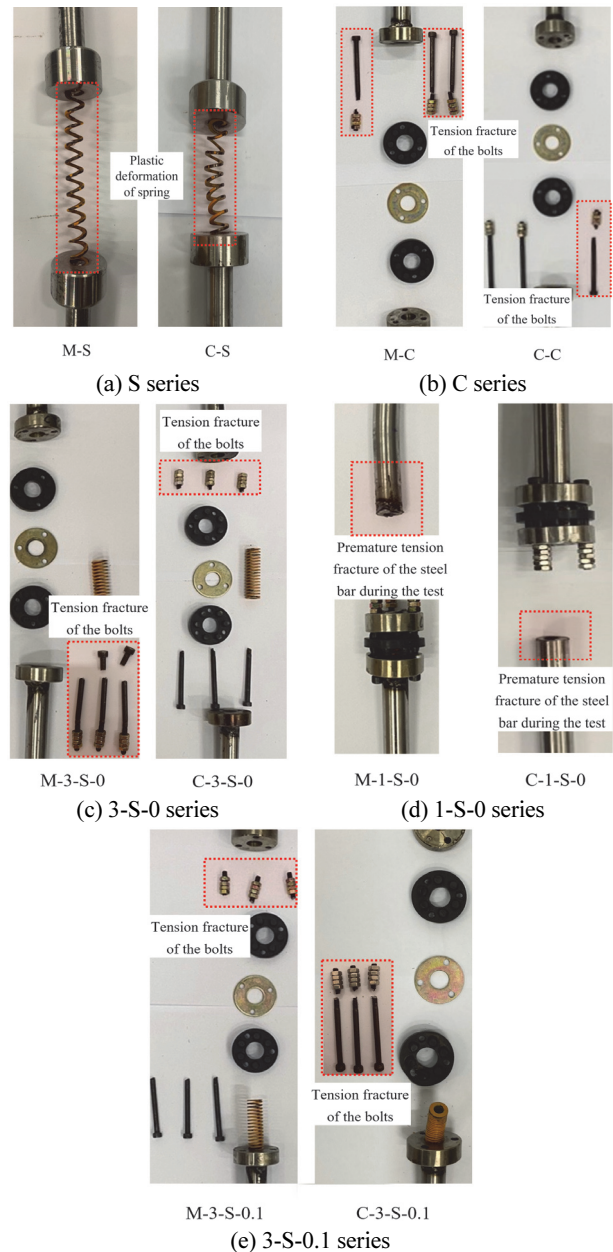 Plastic
deformation
of spring
M-S
C-S
(a) S series
Tension fracture
of the bolts
Tension fracture
of the bolts
M-C
C-C
(b) C series
Tension fracture
of the bolts
Tension fracture
of the bolts
M-3-S-0
C-3-S-0
(c) 3-S-0 series
Premature tension
fracture of the steel
bar during the test
Premature tension
fracture of the steel
bar during the test
M-1-S-0
C-1-S-0
(d) 1-S-0 series
Tension fracture
of the bolts
Tension fracture
of the bolts
M-3-S-0.1
C-3-S-0.1
(e) 3-S-0.1 series